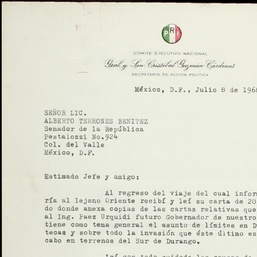 PRI
COMITE EJECUTIVO NACIONAL
Gral. y Lic. Cristóbal Guzmán Cárdenas
SECRETARIO DE ACCION POLITICA
México, D.F., Julio 8 de 196
SEÑOR LIC.
ALBERTO TERRONES BENITEZ
Senador de la República
Pestalozzi No.924
Col. del Valle
México, D.F.
Estimado Jefe y amigo:
Al regreso del viaje del cual infor
ría al lejano Oriente recibí y leí su carta de 20
do donde anexa copias de las cartas relativas que
al Ing. Paez Urquidi futuro Gobernador de nuestro
tiene como tema general el asunto de límites en D
tecas y sobre todo la invasión que éste último es
cabo en terrenos del Sur de Durango.